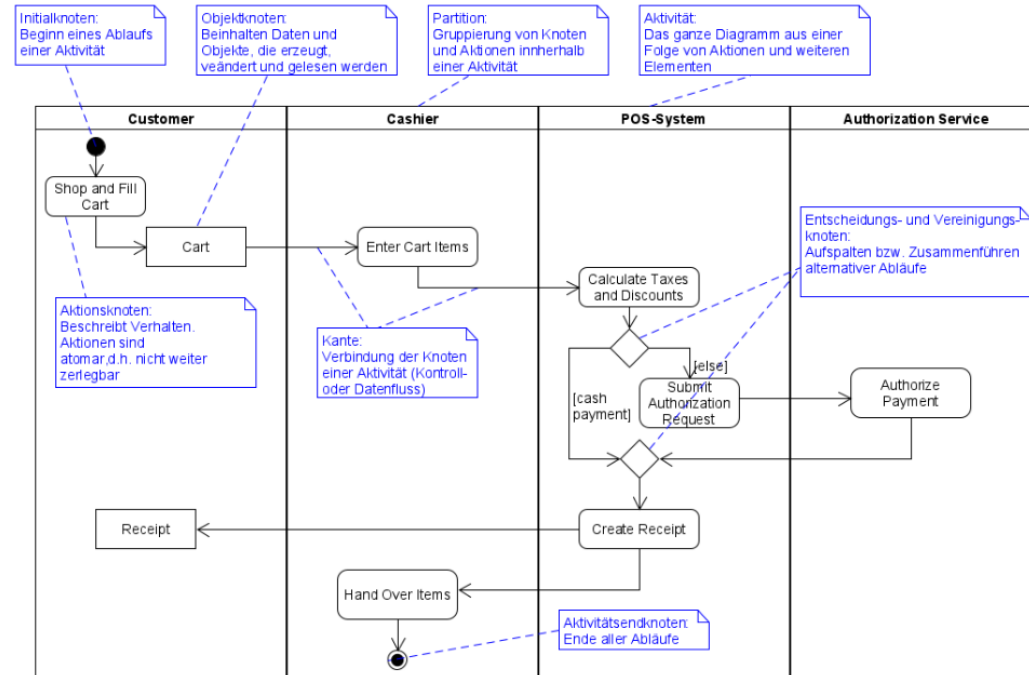 Initialknoten:
Beginn eines Ablaufs
einer Aktivität
Objektknoten:
Beinhalten Daten und
Objekte, die erzeugt,
veändert und gelesen werden
Partition:
Gruppierung von Knoten
und Aktionen innherhalb
einer Aktivität
Aktivität:
Das ganze Diagramm aus einer
Folge von Aktionen und weiteren
Elementen
Customer
Cashier
POS-System
Authorization Service
Shop and Fill
Cart
Cart
Enter Cart Items
Calculate Taxes
and Discounts
Entscheidungs- und Vereinigungs-
knoten:
Aufspalten bzw. Zusammenführen
alternativer Abläufe
Aktionsknoten:
Beschreibt Verhalten.
Aktionen sind
atomar,d.h. nicht weiter
zerlegbar
Kante:
Verbindung der Knoten
einer Aktivität (Kontroll-
oder Datenfluss)
[else]
[cash
payment]
Submit
Authorization
Request
Authorize
Payment
Receipt
Create Receipt
Hand Over Items
Aktivitätsendknoten:
Ende aller Abläufe